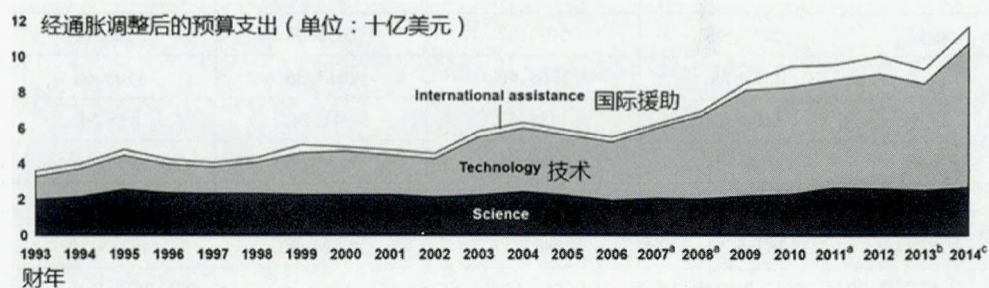 12 经通胀调整后的预算支出（单位：十亿美元）
10
8
International assistance 国际援助
6
4
Technology 技术
2
Science
0
1993 1994 1995 1996 1997 1998 1999 2000 2001 2002 2003 2004 2005 2006 2007ᵃ 2008ᵃ 2009 2010 2011ᵃ 2012 2013ᵇ 2014ᶜ
财年